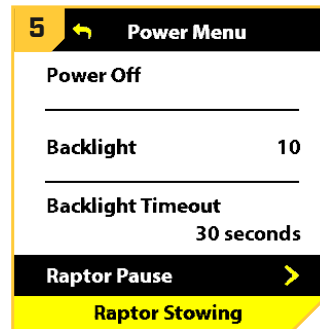 5 Power Menu
Power Off
Backlight 10
Backlight Timeout
30 seconds
Raptor Pause
Raptor Stowing